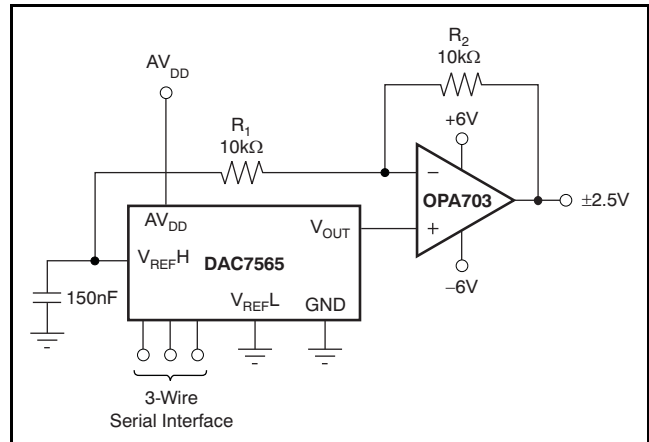 R2
10kΩ
AVDD
R1
10kΩ
+6V
−
OPA703
±2.5V
+
−6V
AVDD
VOUT
VREFH
DAC7565
150nF
VREFL
GND
3-Wire
Serial Interface